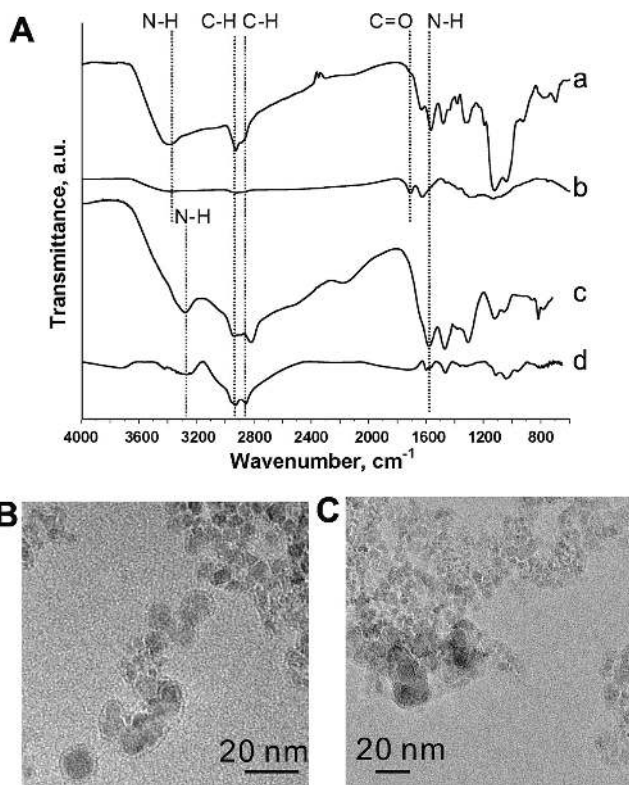 A
N-H C-H C-H C=O N-H
a
b
N-H
c
d
Transmittance, a.u.
4000 3600 3200 2800 2400 2000 1600 1200 800
Wavenumber, cm⁻¹
B C
20 nm 20 nm